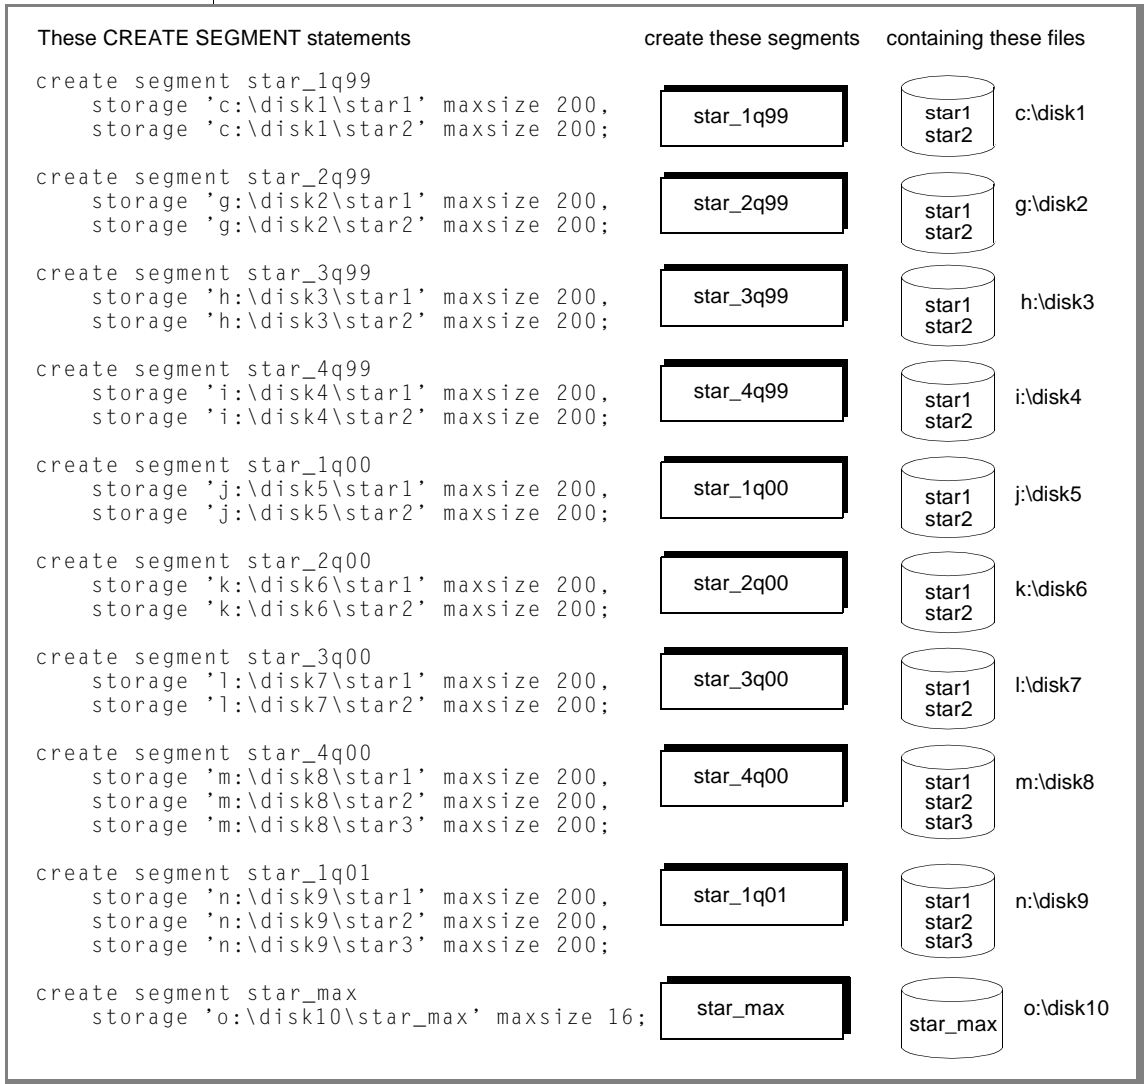 These CREATE SEGMENT statements create these segments containing these files
create segment star_1q99
storage 'c:\disk1\star1' maxsize 200,
storage 'c:\disk1\star2' maxsize 200;
star_1q99
star1
star2
c:\disk1
create segment star_2q99
storage 'g:\disk2\star1' maxsize 200,
storage 'g:\disk2\star2' maxsize 200;
star_2q99
star1
star2
g:\disk2
create segment star_3q99
storage 'h:\disk3\star1' maxsize 200,
storage 'h:\disk3\star2' maxsize 200;
star_3q99
star1
star2
h:\disk3
create segment star_4q99
storage 'i:\disk4\star1' maxsize 200,
storage 'i:\disk4\star2' maxsize 200;
star_4q99
star1
star2
i:\disk4
create segment star_1q00
storage 'j:\disk5\star1' maxsize 200,
storage 'j:\disk5\star2' maxsize 200;
star_1q00
star1
star2
j:\disk5
create segment star_2q00
storage 'k:\disk6\star1' maxsize 200,
storage 'k:\disk6\star2' maxsize 200;
star_2q00
star1
star2
k:\disk6
create segment star_3q00
storage 'l:\disk7\star1' maxsize 200,
storage 'l:\disk7\star2' maxsize 200;
star_3q00
star1
star2
l:\disk7
create segment star_4q00
storage 'm:\disk8\star1' maxsize 200,
storage 'm:\disk8\star2' maxsize 200,
storage 'm:\disk8\star3' maxsize 200;
star_4q00
star1
star2
star3
m:\disk8
create segment star_1q01
storage 'n:\disk9\star1' maxsize 200,
storage 'n:\disk9\star2' maxsize 200,
storage 'n:\disk9\star3' maxsize 200;
star_1q01
star1
star2
star3
n:\disk9
create segment star_max
storage 'o:\disk10\star_max' maxsize 16;
star_max
star_max
o:\disk10